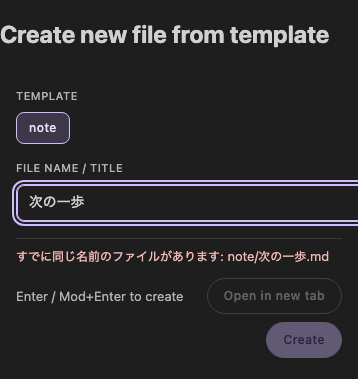 Create new file from template
TEMPLATE
note
FILE NAME / TITLE
次の一歩
すでに同じ名前のファイルがあります: note/次の一歩.md
Enter / Mod+Enter to create
Open in new tab
Create